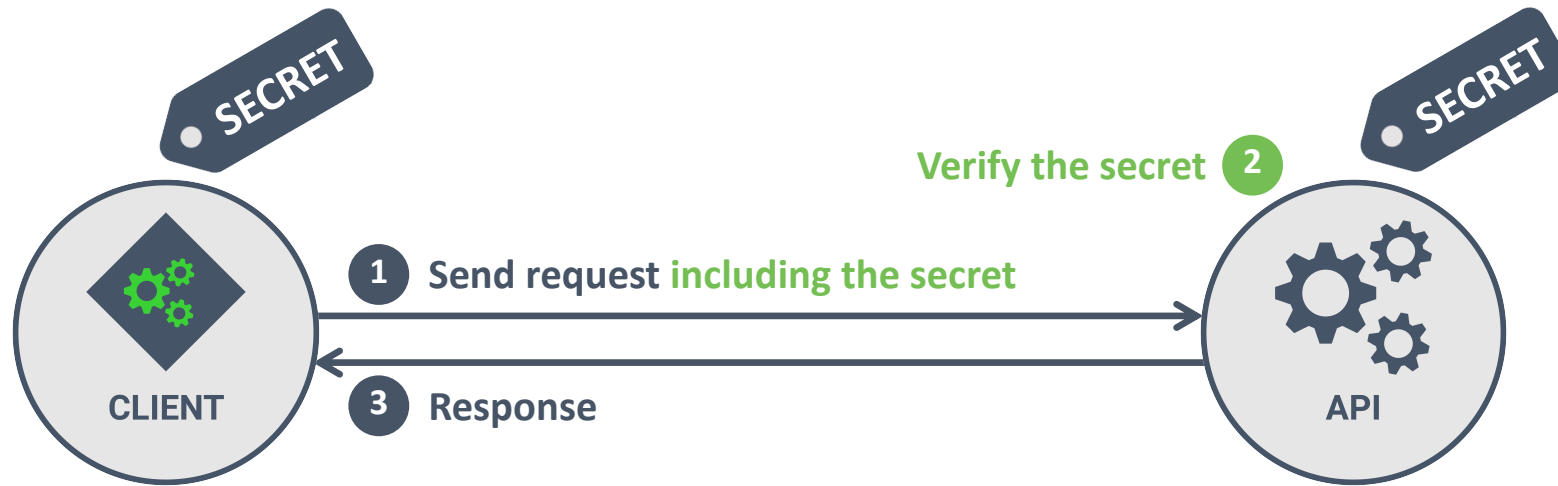 SECRET
SECRET
Verify the secret 2
1 Send request including the secret
3 Response
CLIENT
API